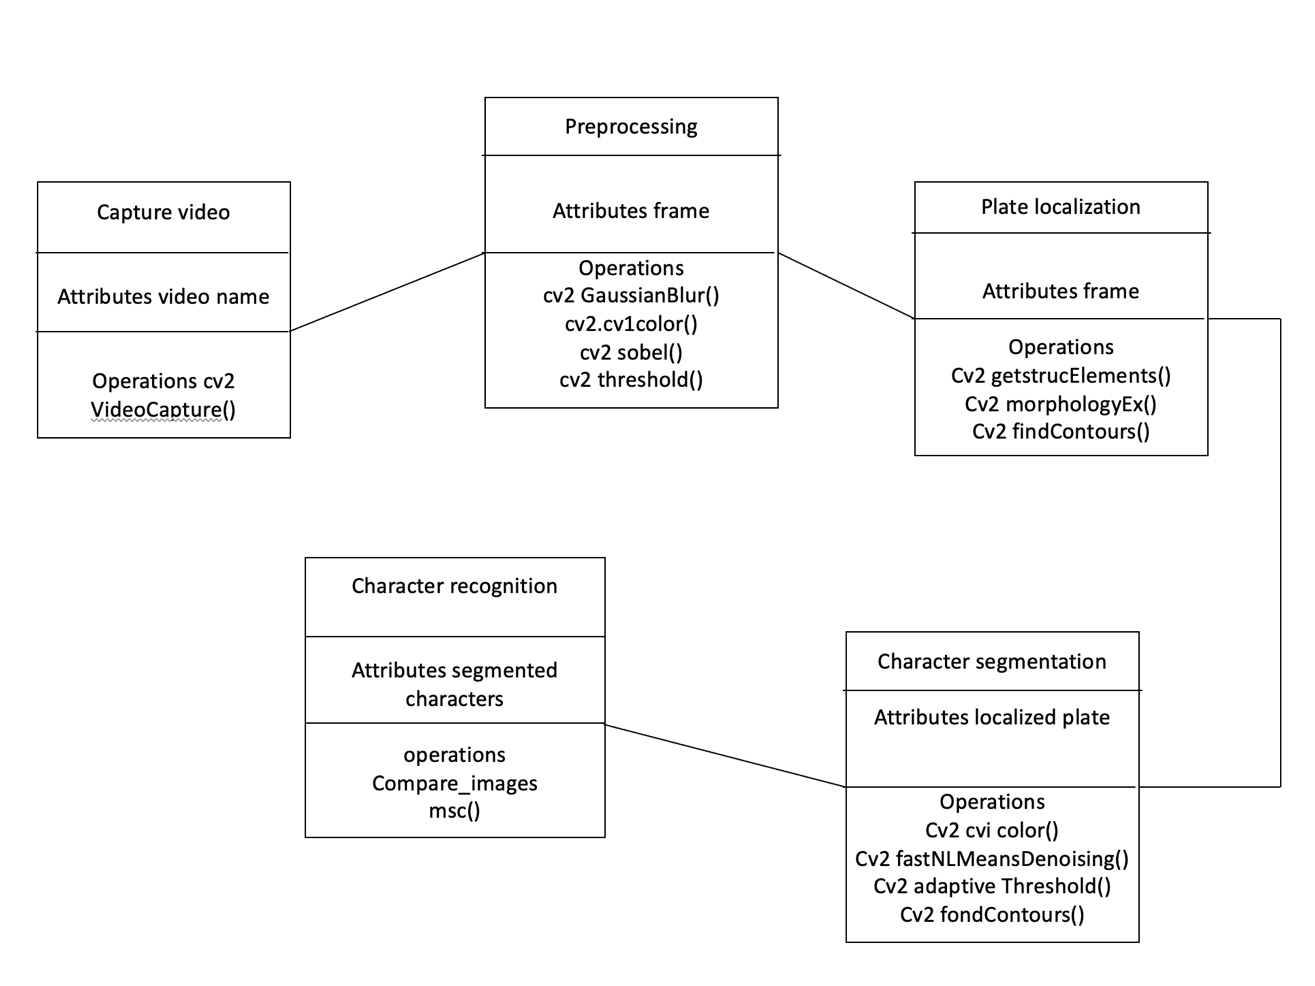 Capture video
Attributes video name
Operations cv2
VideoCapture()
Preprocessing
Attributes frame
Operations
cv2 GaussianBlur()
cv2.cv1color()
cv2 sobel()
cv2 threshold()
Plate localization
Attributes frame
Operations
Cv2 getstrucElements()
Cv2 morphologyEx()
Cv2 findContours()
Character segmentation
Attributes localized plate
Operations
Cv2 cvi color()
Cv2 fastNLMeansDenoising()
Cv2 adaptive Threshold()
Cv2 fondContours()
Character recognition
Attributes segmented
characters
operations
Compare_images
msc()